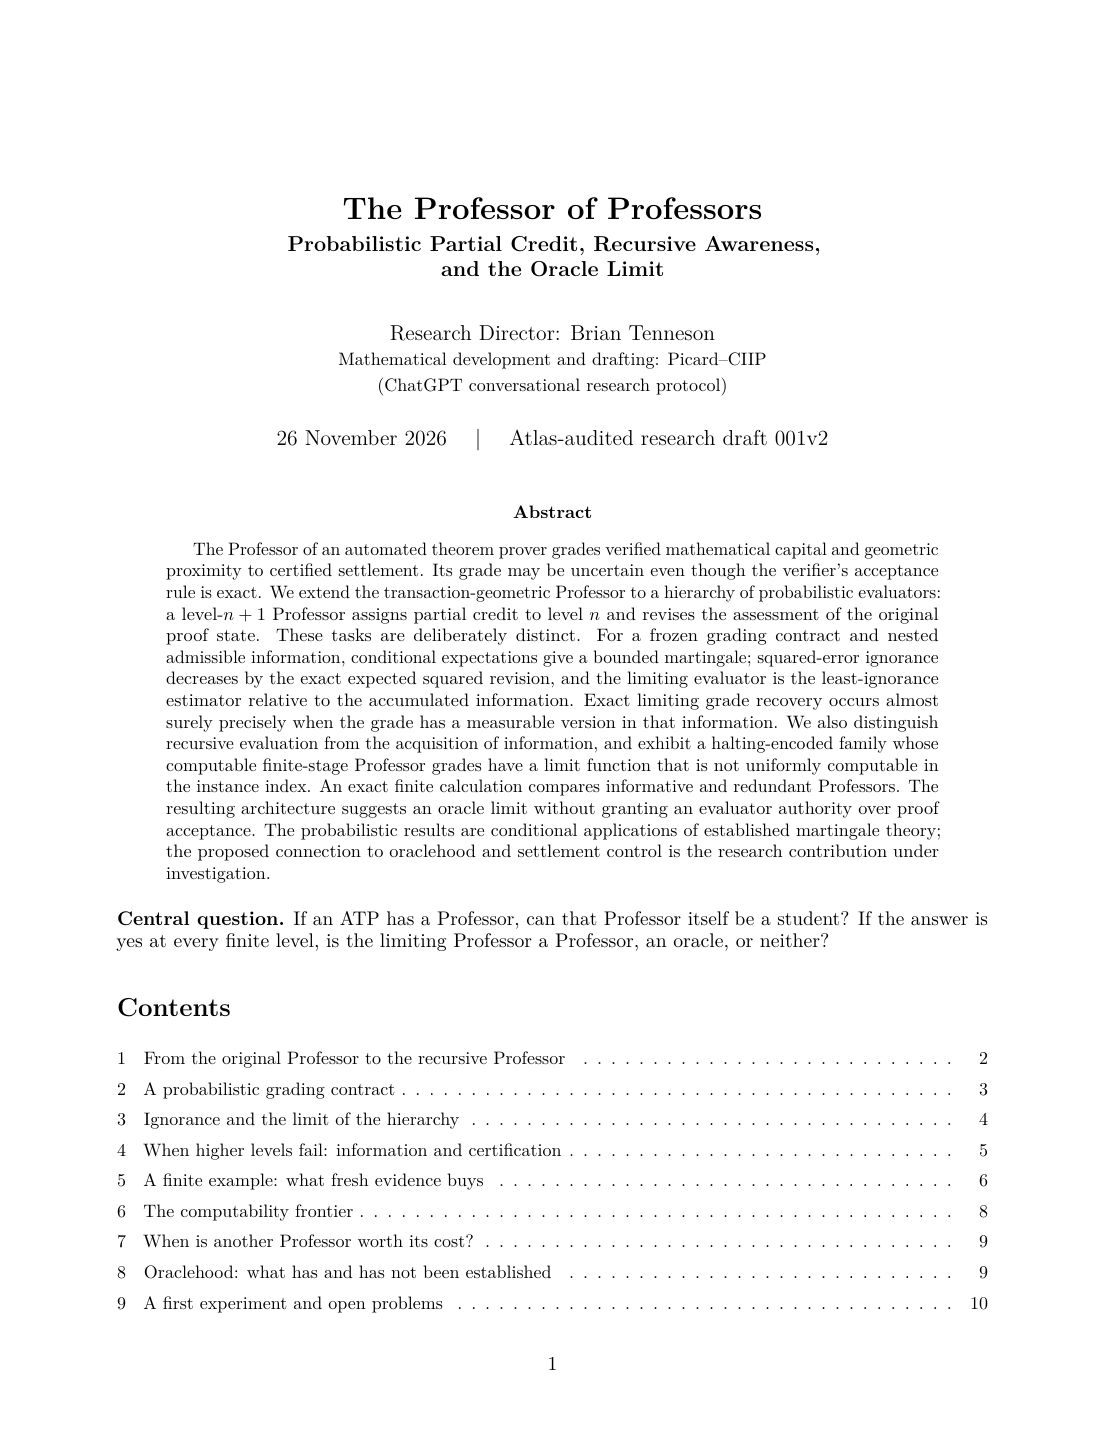 The Professor of Professors
Probabilistic Partial Credit, Recursive Awareness,
and the Oracle Limit
Research Director: Brian Tenneson
Mathematical development and drafting: Picard–CIIP
(ChatGPT conversational research protocol)
26 November 2026 | Atlas-audited research draft 001v2
Abstract
The Professor of an automated theorem prover grades verified mathematical capital and geometric
proximity to certified settlement. Its grade may be uncertain even though the verifier's acceptance
rule is exact. We extend the transaction-geometric Professor to a hierarchy of probabilistic evaluators:
a level-n + 1 Professor assigns partial credit to level n and revises the assessment of the original
proof state. These tasks are deliberately distinct. For a frozen grading contract and nested
admissible information, conditional expectations give a bounded martingale; squared-error ignorance
decreases by the exact expected squared revision, and the limiting evaluator is the least-ignorance
estimator relative to the accumulated information. Exact limiting grade recovery occurs almost
surely precisely when the grade has a measurable version in that information. We also distinguish
recursive evaluation from the acquisition of information, and exhibit a halting-encoded family whose
computable finite-stage Professor grades have a limit function that is not uniformly computable in
the instance index. An exact finite calculation compares informative and redundant Professors. The
resulting architecture suggests an oracle limit without granting an evaluator authority over proof
acceptance. The probabilistic results are conditional applications of established martingale theory;
the proposed connection to oraclehood and settlement control is the research contribution under
investigation.
Central question. If an ATP has a Professor, can that Professor itself be a student? If the answer is
yes at every finite level, is the limiting Professor a Professor, an oracle, or neither?
Contents
1 From the original Professor to the recursive Professor . . . . . . . . . . . . . . . . . . . . . . . . . . . 2
2 A probabilistic grading contract . . . . . . . . . . . . . . . . . . . . . . . . . . . . . . . . . . . . . . . . 3
3 Ignorance and the limit of the hierarchy . . . . . . . . . . . . . . . . . . . . . . . . . . . . . . . . . . . 4
4 When higher levels fail: information and certification . . . . . . . . . . . . . . . . . . . . . . . . . . . . 5
5 A finite example: what fresh evidence buys . . . . . . . . . . . . . . . . . . . . . . . . . . . . . . . . . 6
6 The computability frontier . . . . . . . . . . . . . . . . . . . . . . . . . . . . . . . . . . . . . . . . . . . 8
7 When is another Professor worth its cost? . . . . . . . . . . . . . . . . . . . . . . . . . . . . . . . . . . 9
8 Oraclehood: what has and has not been established . . . . . . . . . . . . . . . . . . . . . . . . . . . . 9
9 A first experiment and open problems . . . . . . . . . . . . . . . . . . . . . . . . . . . . . . . . . . . . 10
1